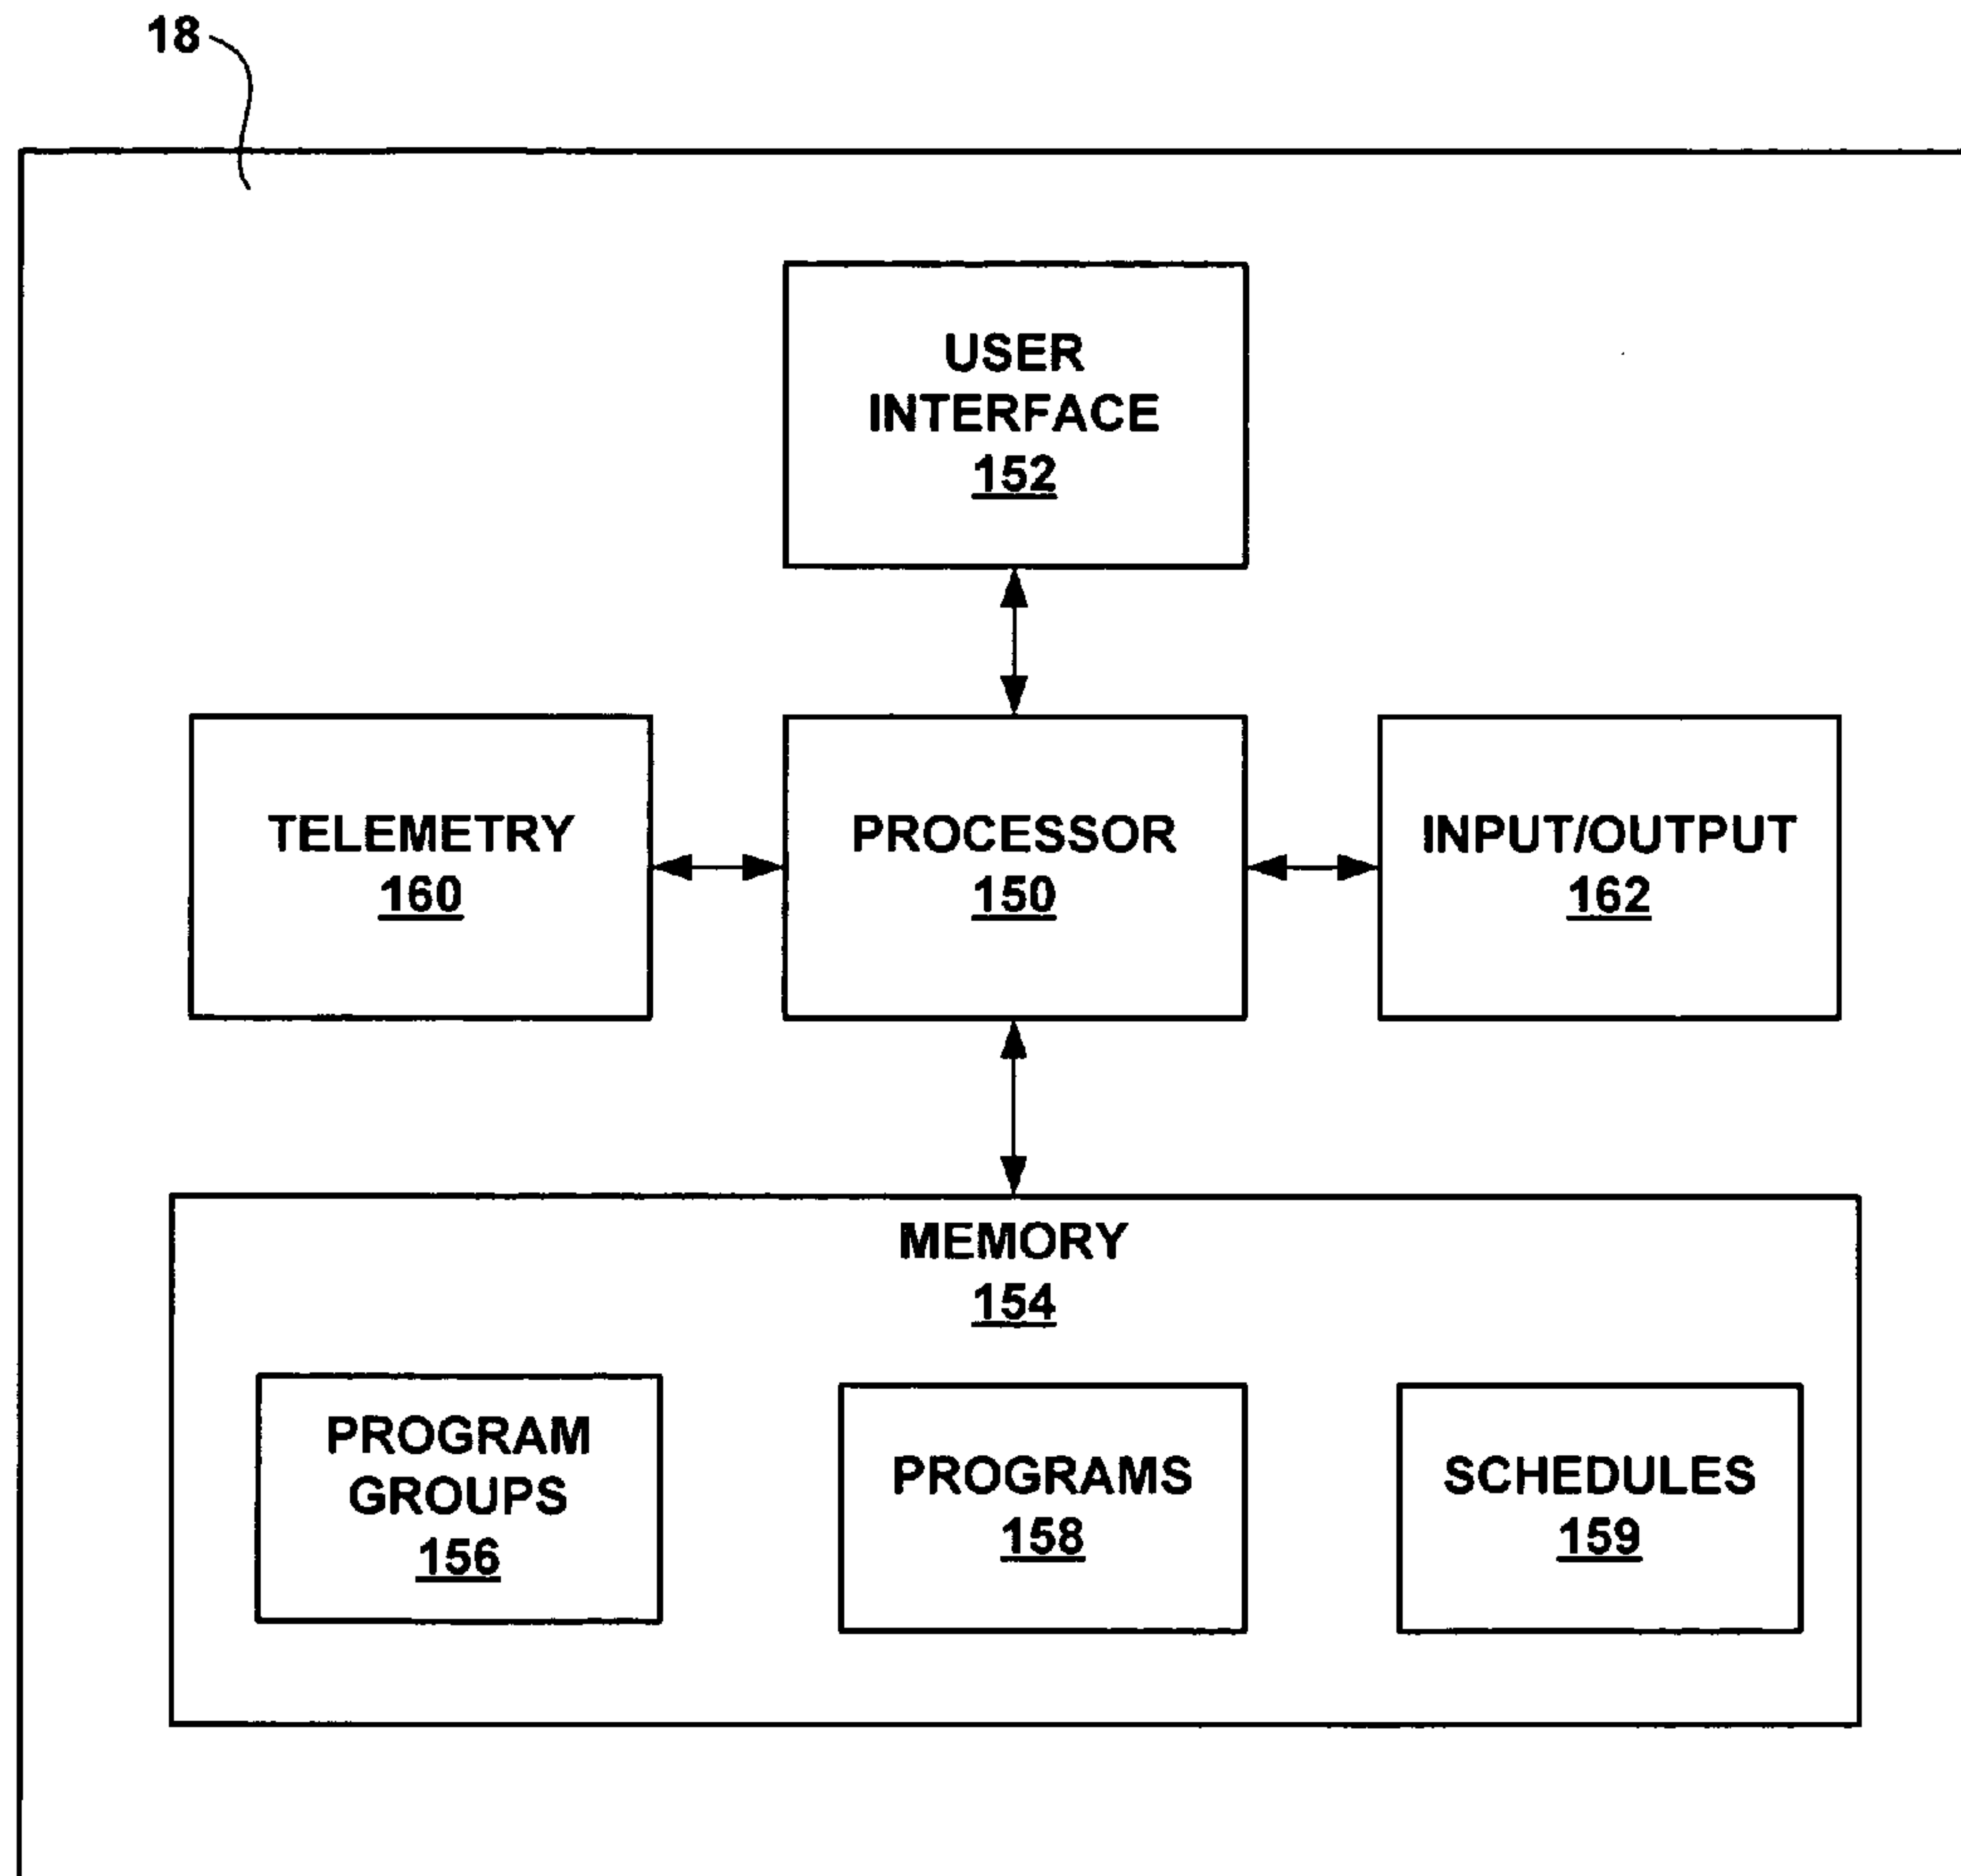 18
USER
INTERFACE
152
TELEMETRY
160
PROCESSOR
150
INPUT/OUTPUT
162
MEMORY
154
PROGRAM
GROUPS
156
PROGRAMS
158
SCHEDULES
159